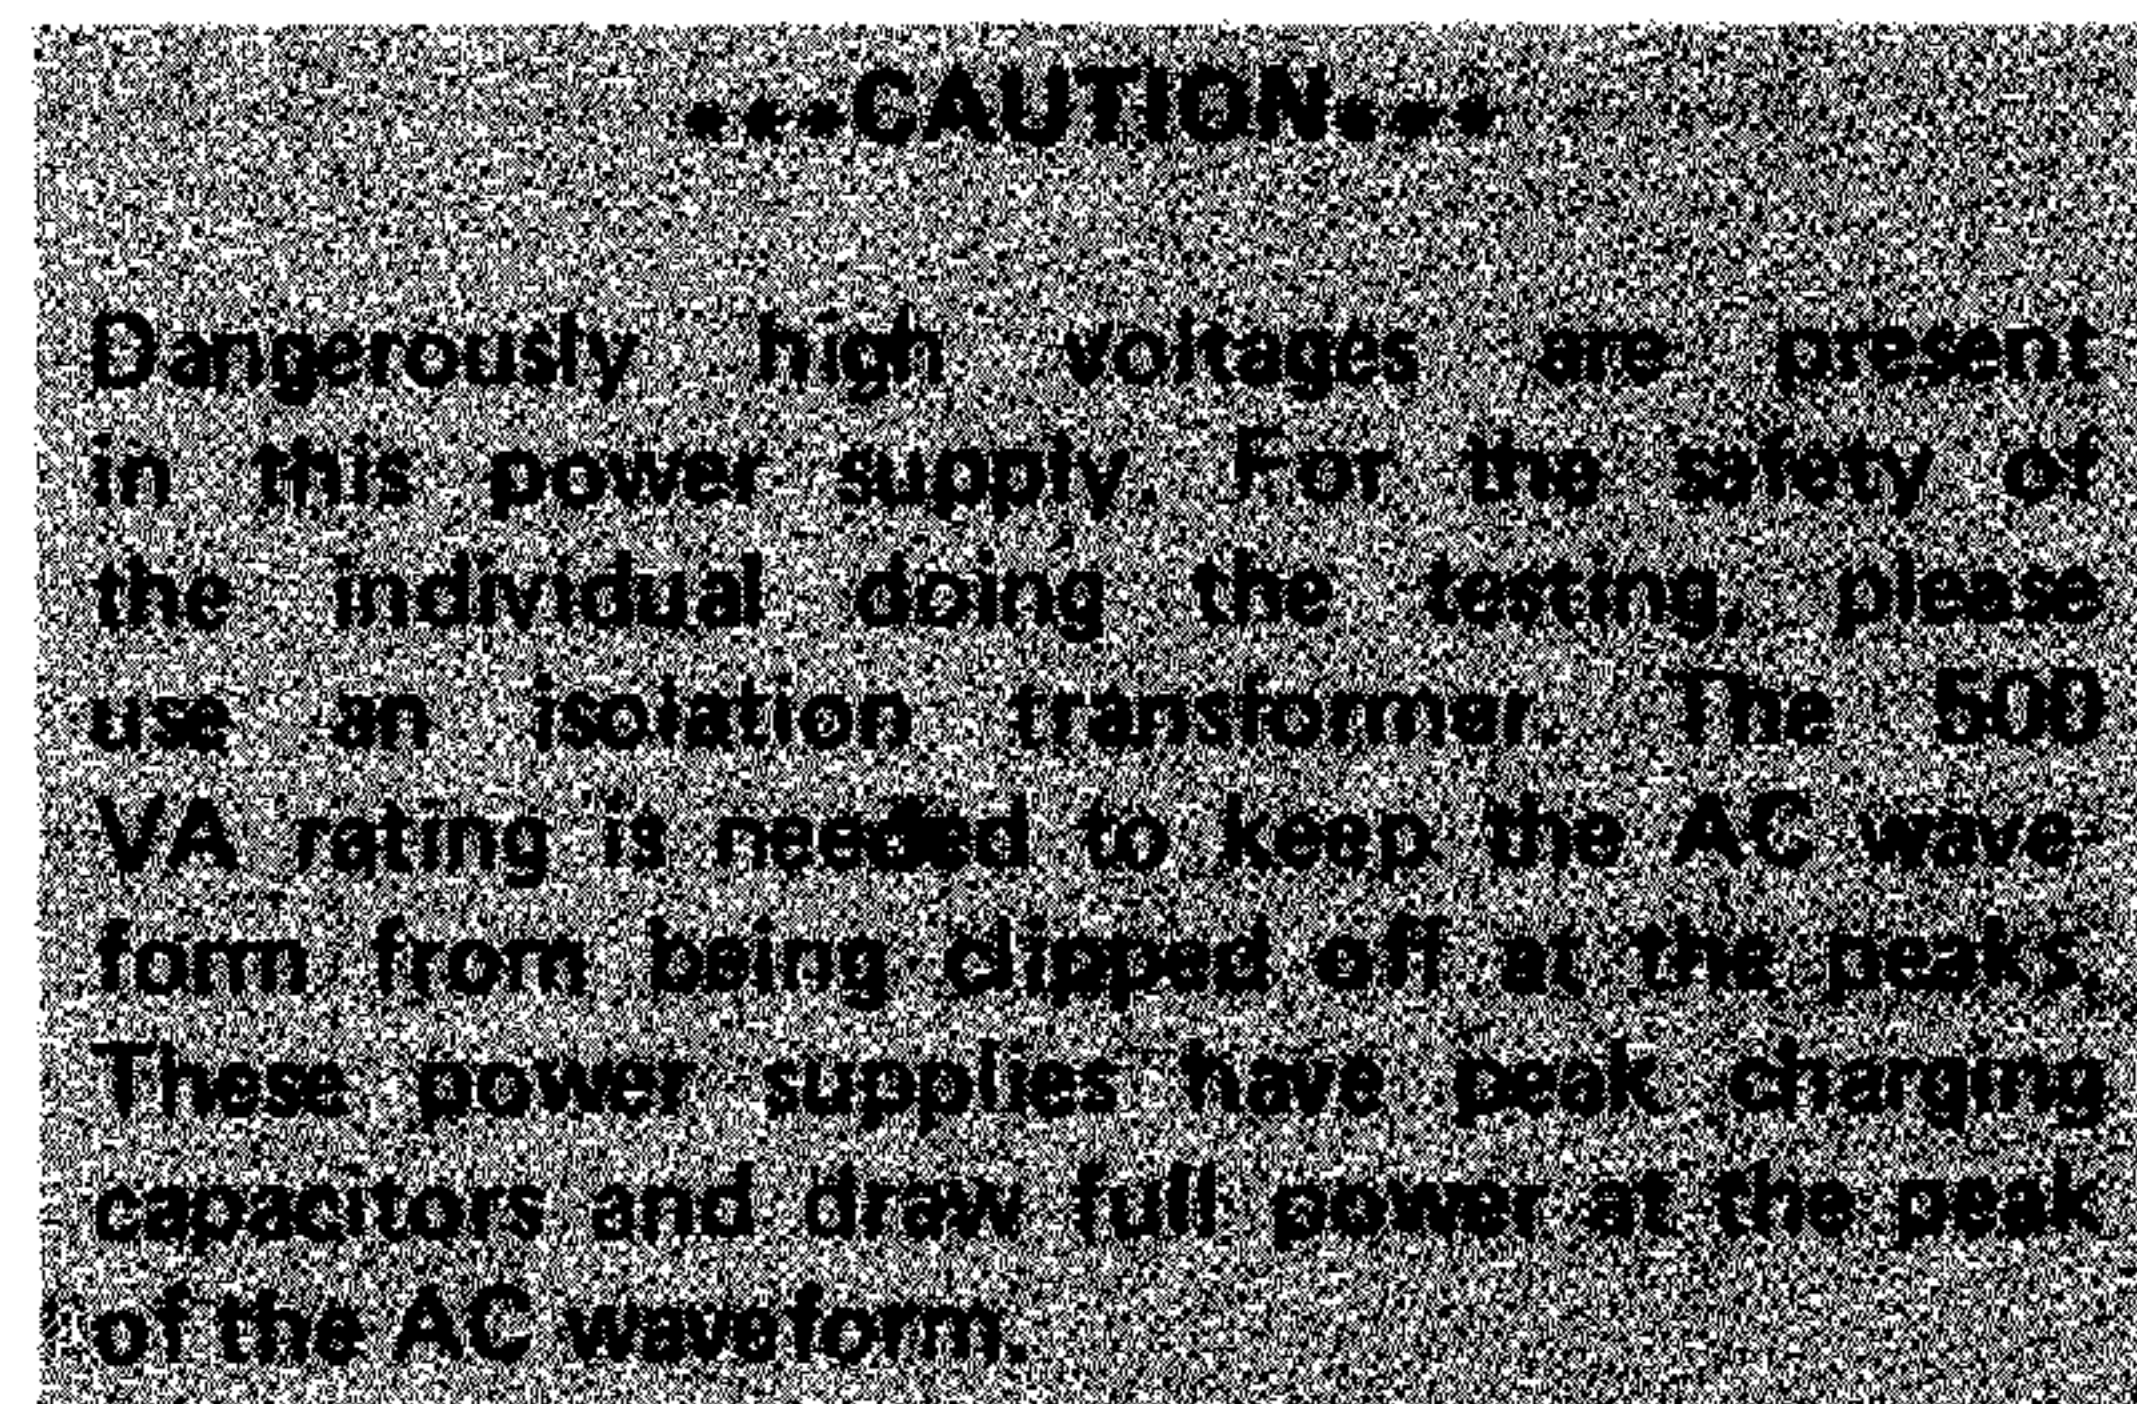 ***CAUTION***
Dangerously high voltages are present
in this power supply. For the safety of
the individual doing the testing, please
use an isolation transformer. The 500
VA rating is needed to keep the AC wave-
form from being clipped off at the peaks.
These power supplies have peak charging
capacitors and draw full power at the peak
of the AC waveform.